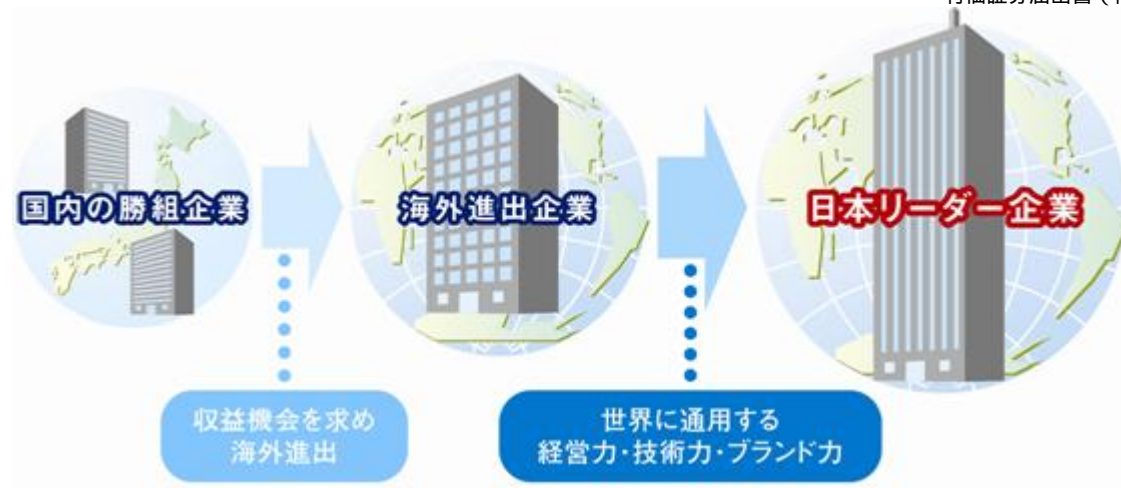 国内の勝組企業
海外進出企業
日本リーダー企業
収益機会を求め
海外進出
世界に通用する
経営力・技術力・ブランド力